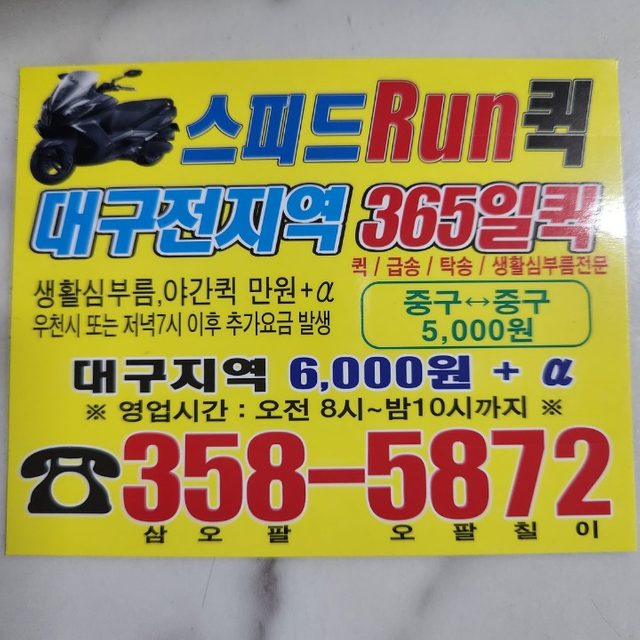 스피드Run퀵
대구전지역 365일퀵
퀵 / 급송 / 탁송 / 생활심부름전문
생활심부름,야간퀵 만원+α
우천시 또는 저녁7시 이후 추가요금 발생
중구↔중구
5,000원
대구지역 6,000원 + α
※ 영업시간 : 오전 8시~밤10시까지 ※
☎358-5872
삼 오 팔 오 팔 칠 이